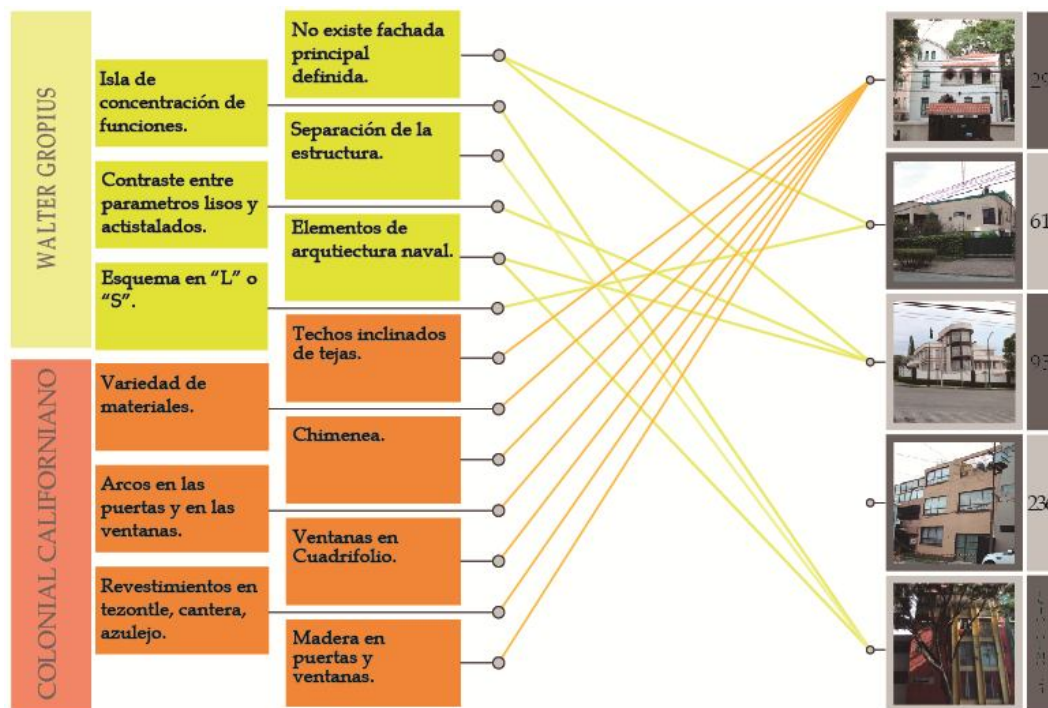 WALTER GROPIUS
No existe fachada
principal
definida.
Isla de
concentración de
funciones.
Separación de la
estructura.
Contraste entre
parametros lisos y
actistalados.
Elementos de
arqutiectura naval.
Esquema en “L” o
“S”.
COLONIAL CALIFORNIANO
Techos inclinados
de tejas.
Variedad de
materiales.
Chimenea.
Arcos en las
puertas y en las
ventanas.
Ventanas en
Cuadrifolio.
Revestimientos en
tezontle, cantera,
azulejo.
Madera en
puertas y
ventanas.
29
61
93
236